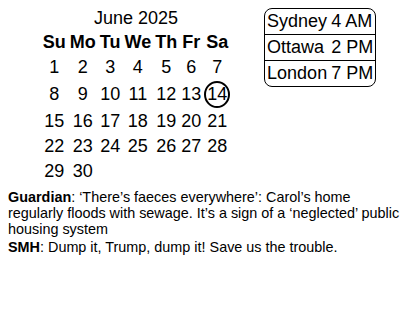 June 2025
Su Mo Tu We Th Fr Sa
1 2 3 4 5 6 7
8 9 10 11 12 13 14
15 16 17 18 19 20 21
22 23 24 25 26 27 28
29 30
Sydney 4 AM
Ottawa 2 PM
London 7 PM
Guardian: ‘There’s faeces everywhere’: Carol’s home
regularly floods with sewage. It’s a sign of a ‘neglected’ public
housing system
SMH: Dump it, Trump, dump it! Save us the trouble.